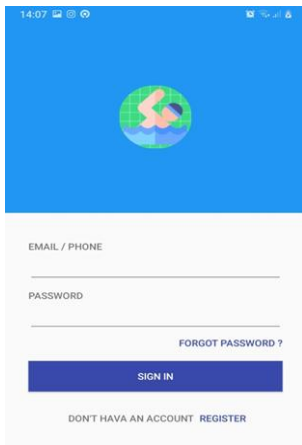 14:07
EMAIL / PHONE
PASSWORD
FORGOT PASSWORD ?
SIGN IN
DON'T HAVA AN ACCOUNT REGISTER